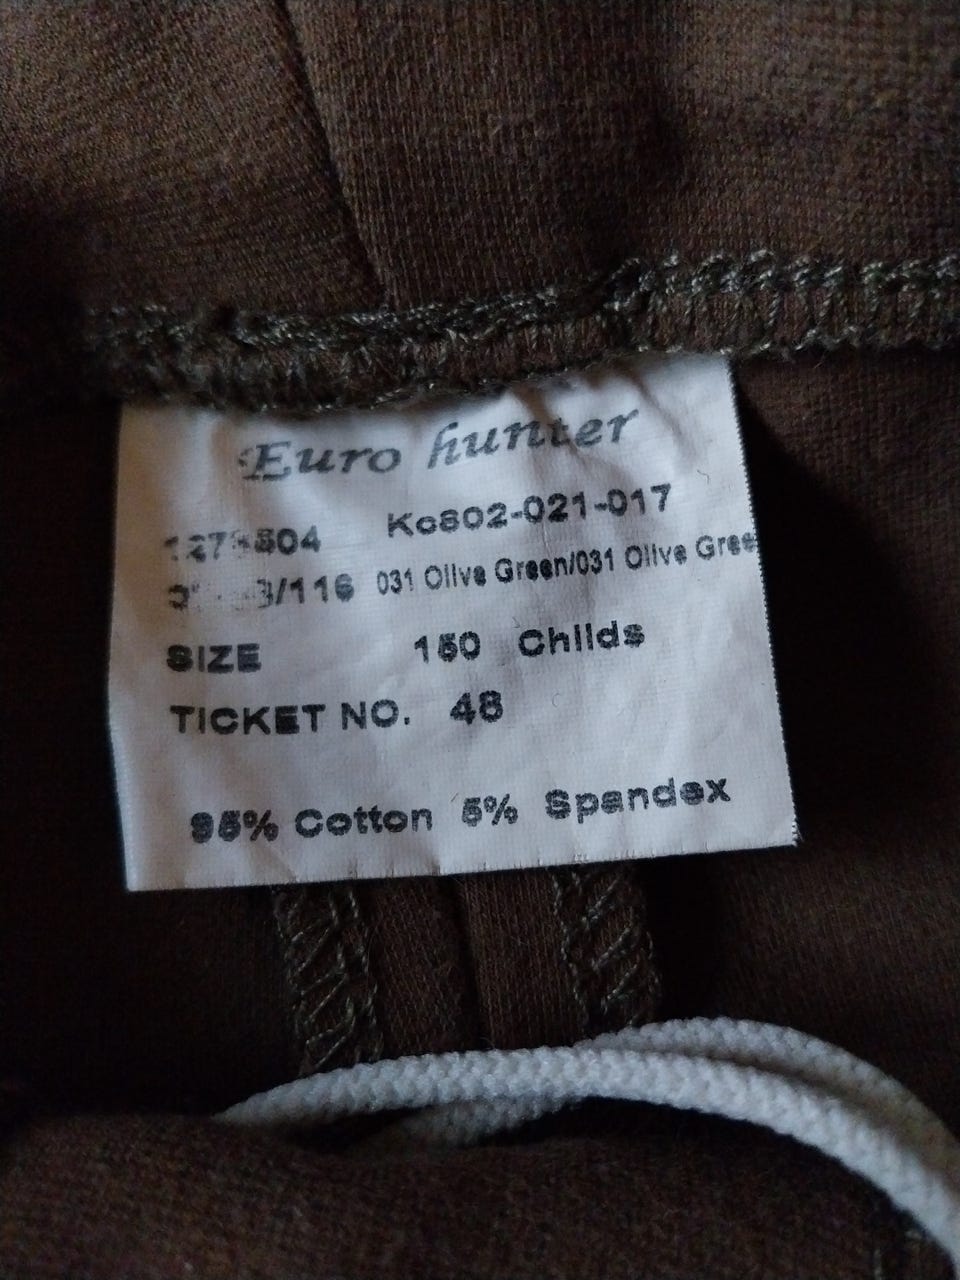 Euro hunter
Kc802-021-017
/116 031 Olive Green/031 Olive Gree
SIZE 150 Childs
TICKET NO. 48
95% Cotton 5% Spandex